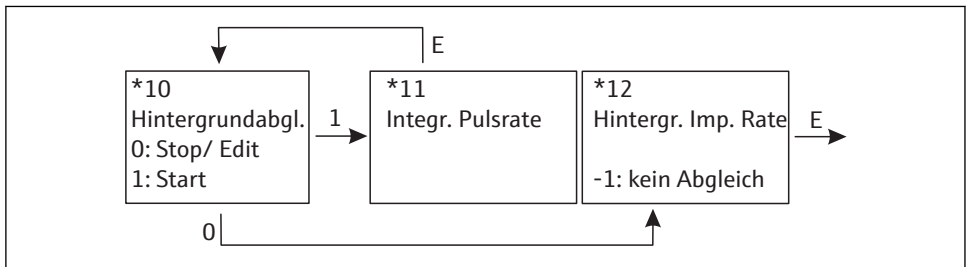 E
*10
Hintergrundabgl.
0: Stop/ Edit
1: Start
1
*11
Integr. Pulsrate
*12
Hintergr. Imp. Rate
-1: kein Abgleich
E
0